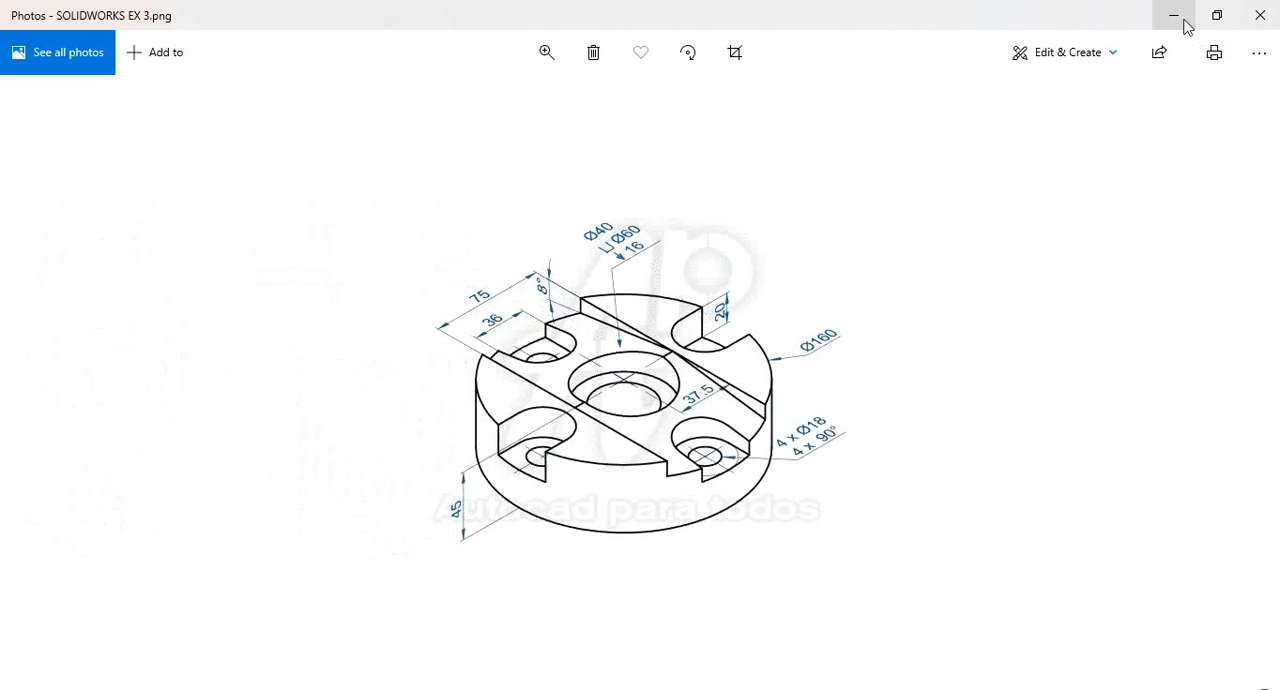 Photos - SOLIDWORKS EX 3.png
See all photos
Add to
Edit & Create
Ø40
⌴ Ø60
↧ 16
75
8°
36
20
Ø160
37.5
4 x Ø18
4 x 90°
45
Autocad para todos